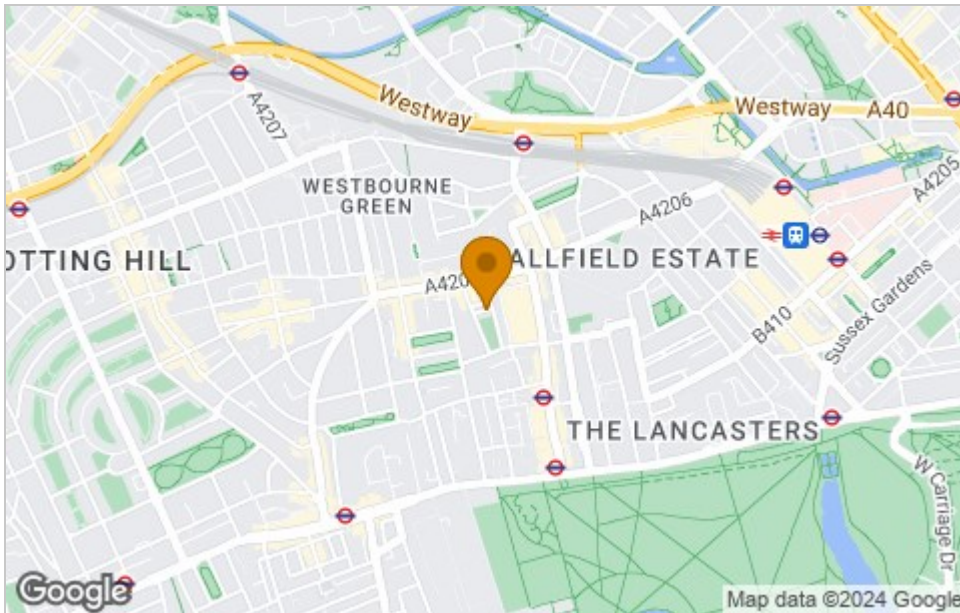 Westway
Westway
A40
A4207
A4205
WESTBOURNE
GREEN
A4206
OTTING HILL
ALLFIELD ESTATE
A420
Sussex Gardens
B410
THE LANCASTERS
W Carriage Dr
Google
Map data ©2024 Google